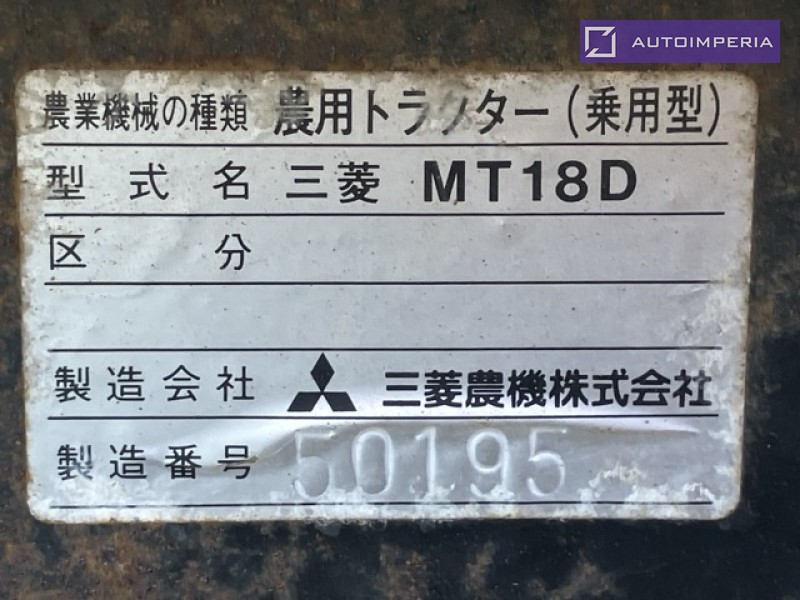 AUTOIMPERIA
農業機械の種類 農用トラクター(乗用型)
型式名 三菱 MT18D
区分
製造会社 三菱農機株式会社
製造番号 50195